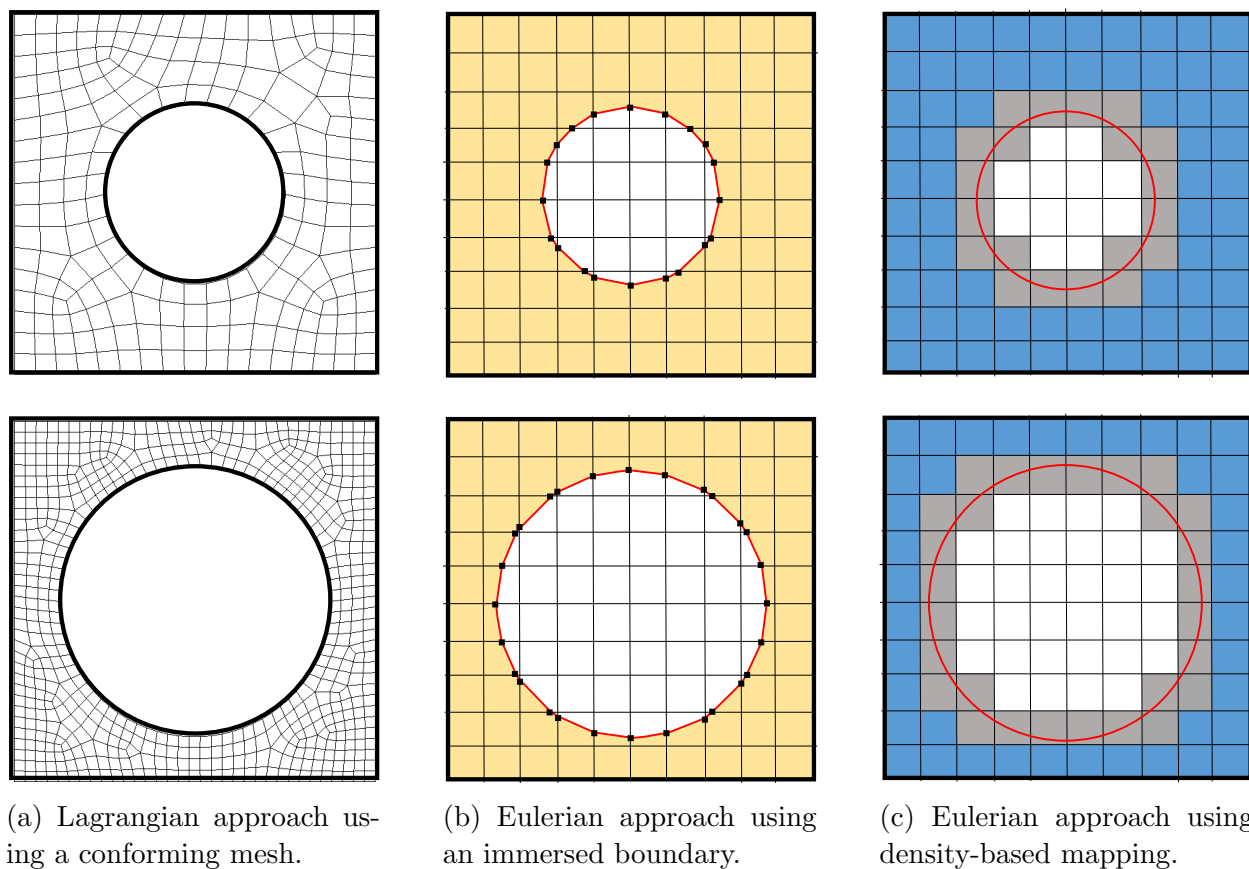 (a) Lagrangian approach us-
ing a conforming mesh.
(b) Eulerian approach using
an immersed boundary.
(c) Eulerian approach using
density-based mapping.